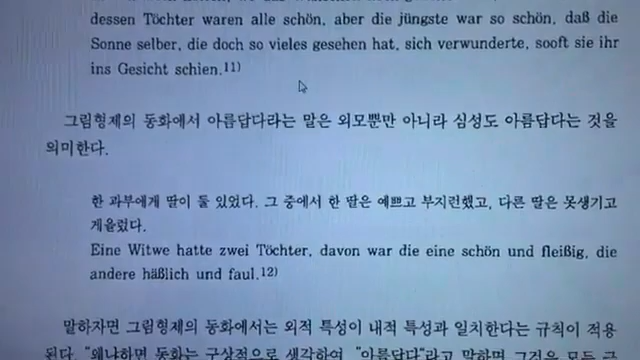 dessen Töchter waren alle schön, aber die jüngste war so schön, daß die
Sonne selber, die doch so vieles gesehen hat, sich verwunderte, sooft sie ihr
ins Gesicht schien.11)
그림형제의 동화에서 아름답다라는 말은 외모뿐만 아니라 심성도 아름답다는 것을
의미한다.
한 과부에게 딸이 둘 있었다. 그 중에서 한 딸은 예쁘고 부지런했고, 다른 딸은 못생기고
게을렀다.
Eine Witwe hatte zwei Töchter, davon war die eine schön und fleißig, die
andere häßlich und faul.12)
말하자면 그림형제의 동화에서는 외적 특성이 내적 특성과 일치한다는 규칙이 적용
된다. "왜냐하면 동화는 구상적으로 생각하여, "아름답다"라고 말하며 그것은 모든